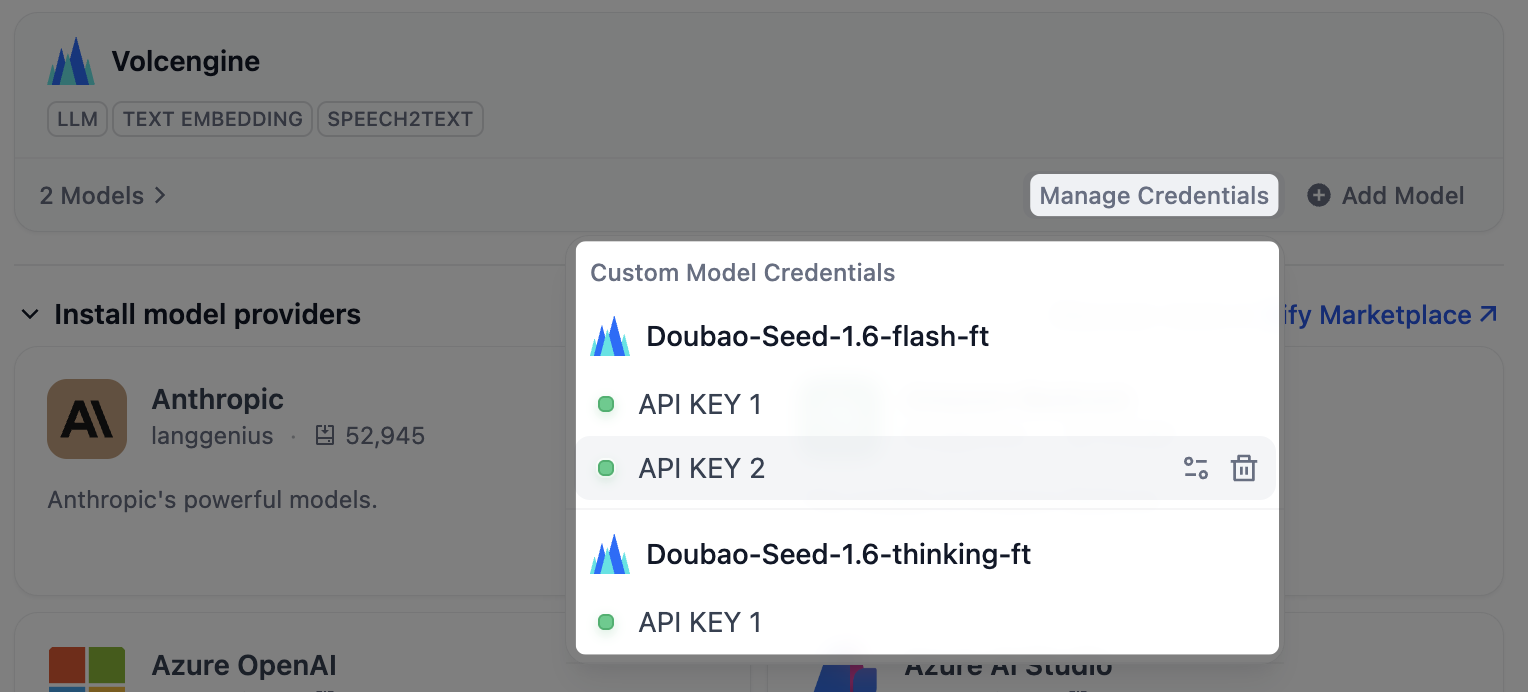 Volcengine
LLM TEXT EMBEDDING SPEECH2TEXT
2 Models
Manage Credentials
Add Model
Custom Model Credentials
Doubao-Seed-1.6-flash-ft
API KEY 1
API KEY 2
Doubao-Seed-1.6-thinking-ft
API KEY 1
Install model providers
ify Marketplace
Anthropic
langgenius · 52,945
Anthropic's powerful models.
Azure OpenAI
Azure AI Studio